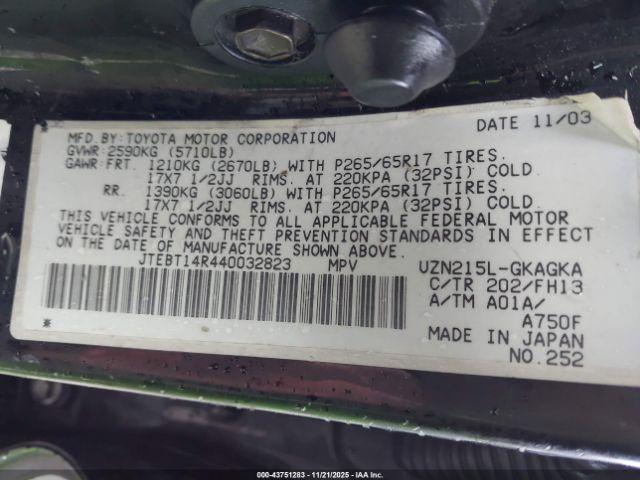 MFD.BY:TOYOTA MOTOR CORPORATION DATE 11/03
GVWR:2590KG (5710LB)
GAWR:FRT. 1210KG (2670LB) WITH P265/65R17 TIRES.
17X7 1/2JJ RIMS. AT 220KPA (32PSI) COLD.
RR. 1390KG (3060LB) WITH P265/65R17 TIRES.
17X7 1/2JJ RIMS. AT 220KPA (32PSI) COLD.
THIS VEHICLE CONFORMS TO ALL APPLICABLE FEDERAL MOTOR
VEHICLE SAFETY AND THEFT PREVENTION STANDARDS IN EFFECT
ON THE DATE OF MANUFACTURE SHOWN ABOVE.
JTEBT14R440032823 MPV UZN215L-GKAGKA
C/TR 202/FH13
A/TM A01A/
A750F
MADE IN JAPAN
NO.252
000-43751283 - 11/21/2025 - IAA Inc.